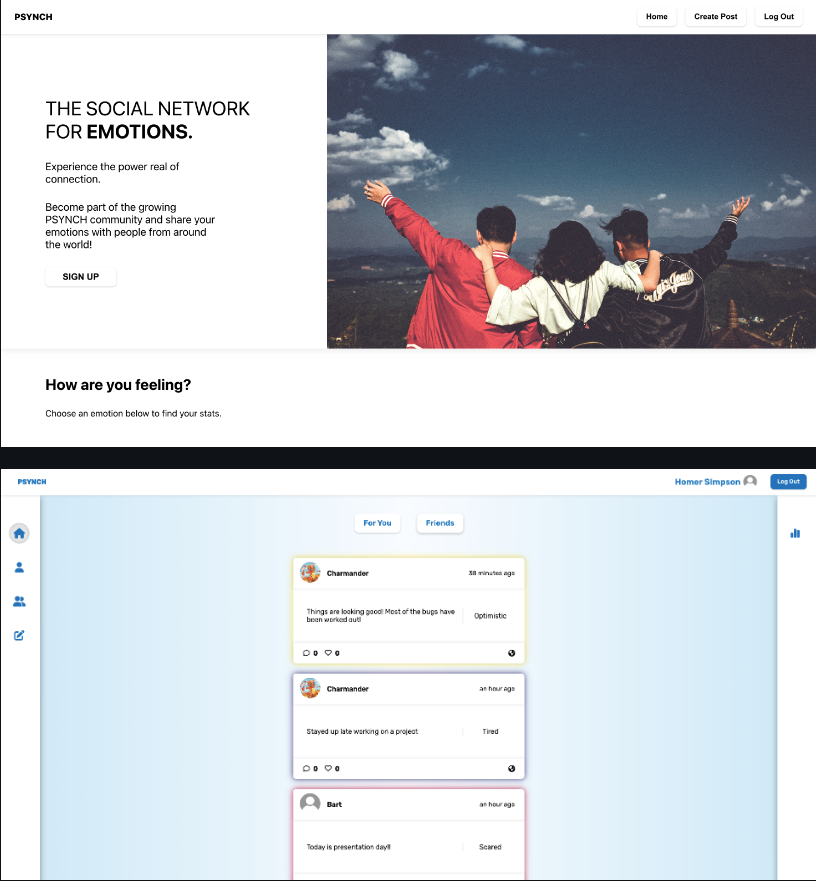 PSYNCH
Home
Create Post
Log Out
THE SOCIAL NETWORK
FOR EMOTIONS.
Experience the power real of
connection.
Become part of the growing
PSYNCH community and share your
emotions with people from around
the world!
SIGN UP
How are you feeling?
Choose an emotion below to find your stats.
PSYNCH
Homer Simpson
Log Out
For You
Friends
Charmander
38 minutes ago
Things are looking good! Most of the bugs have
been worked out!
Optimistic
0
0
Charmander
an hour ago
Stayed up late working on a project
Tired
0
0
Bart
an hour ago
Today is presentation day!!
Scared